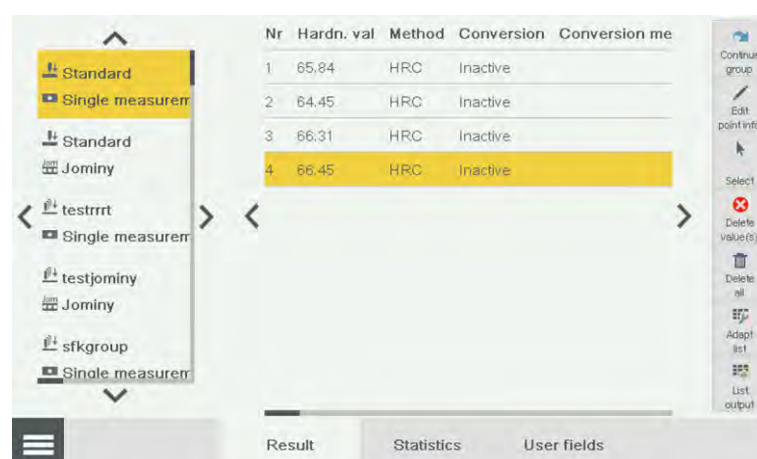 Standard
Single measurem
Standard
Jominy
testrrrt
Single measurem
testjominy
Jominy
sfkgroup
Single measurem
Nr Hardn. val Method Conversion Conversion me
1 65.84 HRC Inactive
2 64.45 HRC Inactive
3 66.31 HRC Inactive
4 66.45 HRC Inactive
Continue
group
Edit
point info
Select
Delete
value(s)
Delete
all
Adapt
list
List
output
Result Statistics User fields